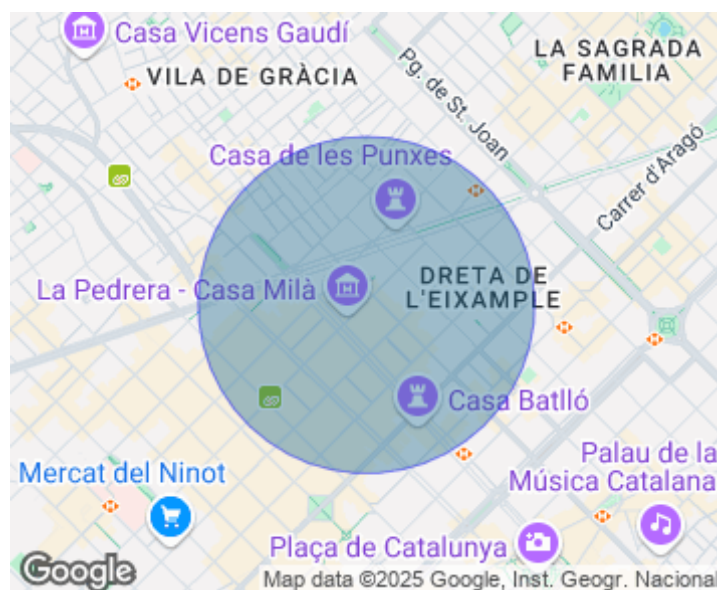 Casa Vicens Gaudí
VILA DE GRÀCIA
LA SAGRADA
FAMILIA
Pg. de St. Joan
Casa de les Punxes
Carrer d'Aragó
La Pedrera - Casa Milà
DRETA DE
L'EIXAMPLE
Casa Batlló
Mercat del Ninot
Palau de la
Música Catalana
Plaça de Catalunya
Google
Map data ©2025 Google, Inst. Geogr. Nacional